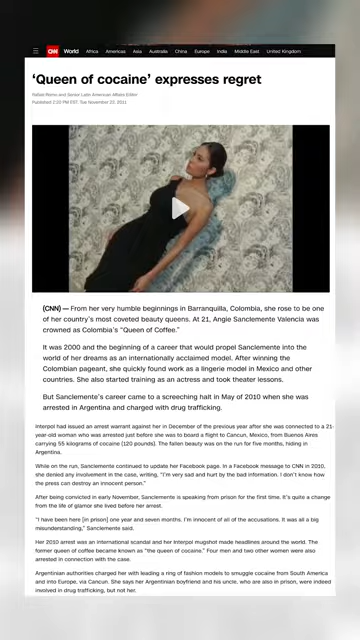 CNN World Africa Americas Asia Australia China Europe India Middle East United Kingdom
‘Queen of cocaine’ expresses regret
Rafael Romo and Senior Latin American Affairs Editor
Published 2:20 PM EST, Tue November 22, 2011
(CNN) — From her very humble beginnings in Barranquilla, Colombia, she rose to be one
of her country’s most coveted beauty queens. At 21, Angie Sanclemente Valencia was
crowned as Colombia’s “Queen of Coffee.”
It was 2000 and the beginning of a career that would propel Sanclemente into the
world of her dreams as an internationally acclaimed model. After winning the
Colombian pageant, she quickly found work as a lingerie model in Mexico and other
countries. She also started training as an actress and took theater lessons.
But Sanclemente’s career came to a screeching halt in May of 2010 when she was
arrested in Argentina and charged with drug trafficking.
Interpol had issued an arrest warrant against her in December of the previous year after she was connected to a 21-
year-old woman who was arrested just before she was to board a flight to Cancun, Mexico, from Buenos Aires
carrying 55 kilograms of cocaine (120 pounds). The fallen beauty was on the run for five months, hiding in
Argentina.
While on the run, Sanclemente continued to update her Facebook page. In a Facebook message to CNN in 2010,
she denied any involvement in the case, writing, “I’m very sad and hurt by the bad information. I don’t know how
the press can destroy an innocent person.”
After being convicted in early November, Sanclemente is speaking from prison for the first time. It’s quite a change
from the life of glamor she lived before her arrest.
“I have been here [in prison] one year and seven months. I’m innocent of all of the accusations. It was all a big
misunderstanding,” Sanclemente said.
Her 2010 arrest was an international scandal and her Interpol mugshot made headlines around the world. The
former queen of coffee became known as “the queen of cocaine.” Four men and two other women were also
arrested in connection with the case.
Argentinian authorities charged her with leading a ring of fashion models to smuggle cocaine from South America
and into Europe, via Cancun. She says her Argentinian boyfriend and his uncle, who are also in prison, were indeed
involved in drug trafficking, but not her.